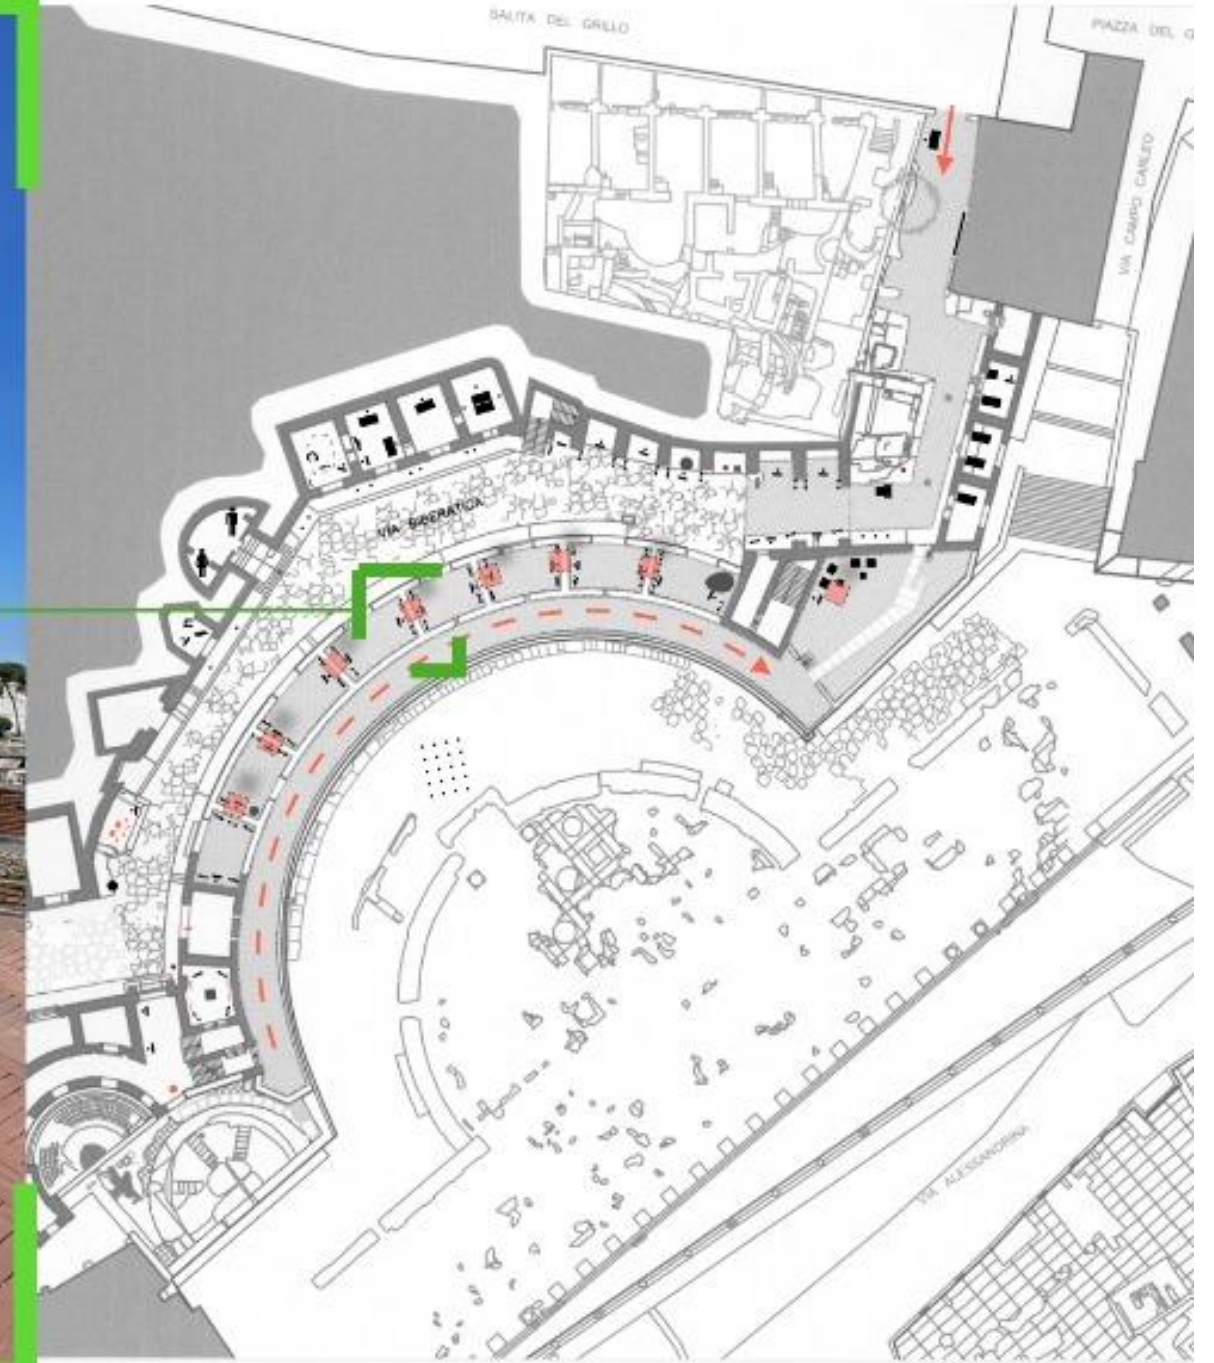 SALITA DEL GRILLO
PIAZZA DEL G
VIA CAMPO CARLEO
VIA BIBERATICA
VIA ALESSANDRINA